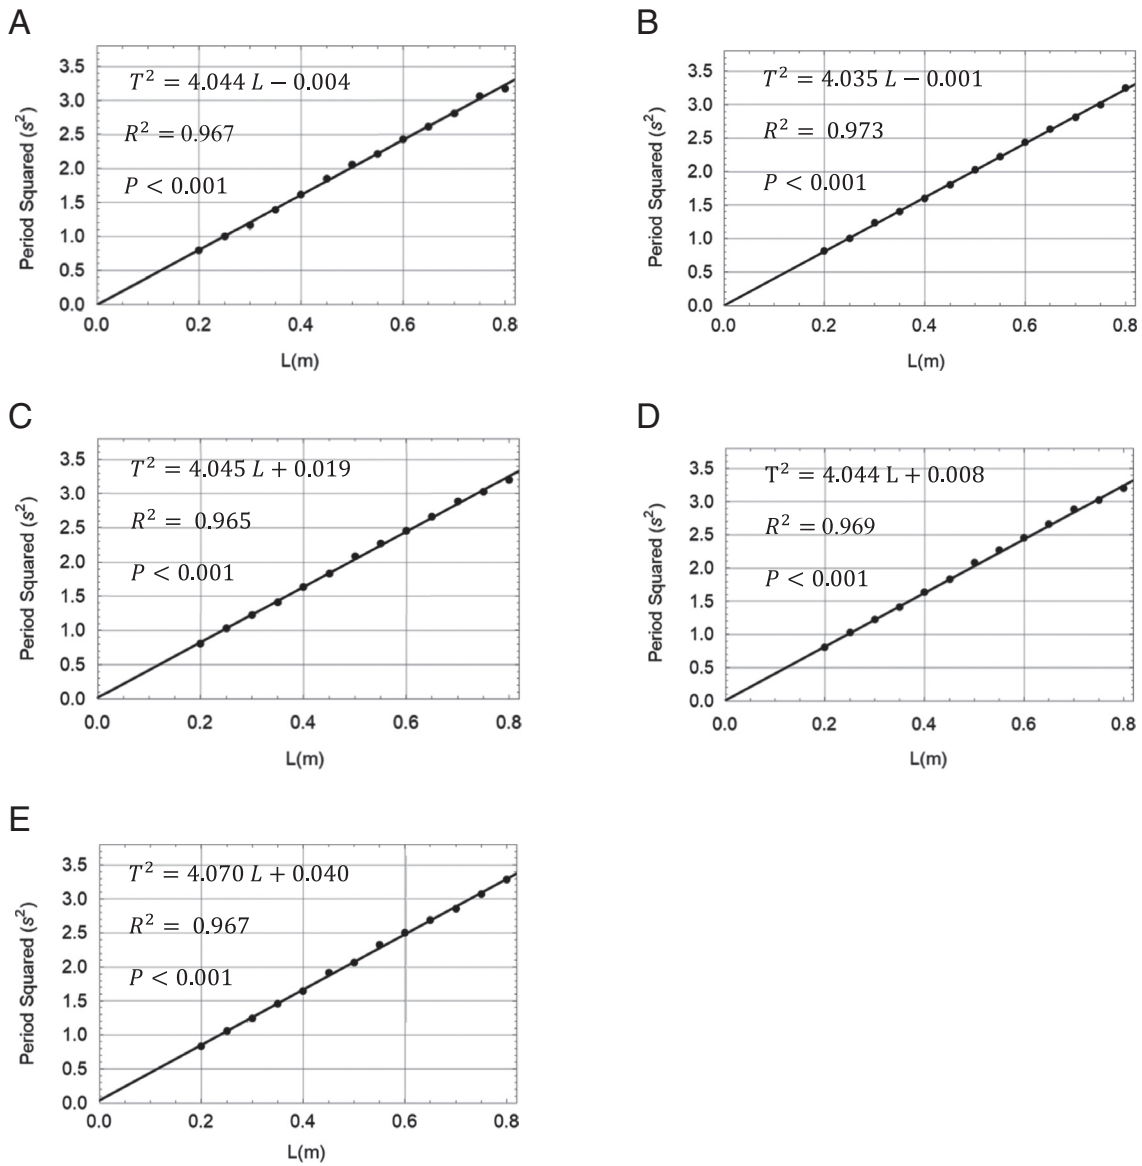 A
T² = 4.044 L − 0.004
R² = 0.967
P < 0.001
Period Squared (s²)
3.5
3.0
2.5
2.0
1.5
1.0
0.5
0.0
0.0 0.2 0.4 0.6 0.8
L(m)
B
T² = 4.035 L − 0.001
R² = 0.973
P < 0.001
Period Squared (s²)
3.5
3.0
2.5
2.0
1.5
1.0
0.5
0.0
0.0 0.2 0.4 0.6 0.8
L(m)
C
T² = 4.045 L + 0.019
R² = 0.965
P < 0.001
Period Squared (s²)
3.5
3.0
2.5
2.0
1.5
1.0
0.5
0.0
0.0 0.2 0.4 0.6 0.8
L(m)
D
T² = 4.044 L + 0.008
R² = 0.969
P < 0.001
Period Squared (s²)
3.5
3.0
2.5
2.0
1.5
1.0
0.5
0.0
0.0 0.2 0.4 0.6 0.8
L(m)
E
T² = 4.070 L + 0.040
R² = 0.967
P < 0.001
Period Squared (s²)
3.5
3.0
2.5
2.0
1.5
1.0
0.5
0.0
0.0 0.2 0.4 0.6 0.8
L(m)